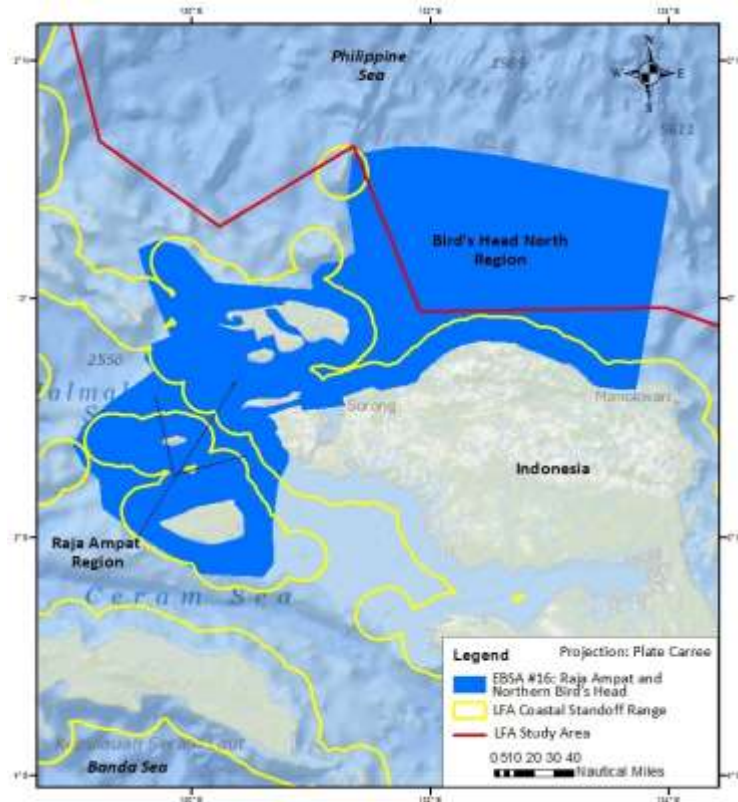 Philippine
Sea
N
W
E
S
Bird's Head North
Region
2550
Sorong
Manokwari
Indonesia
Raja Ampat
Region
Ceram Sea
Banda Sea
Legend
Projection: Plate Carree
EBSA #16: Raja Ampat and
Northern Bird's Head
LFA Coastal Standoff Range
LFA Study Area
0 5 10 20 30 40
Nautical Miles